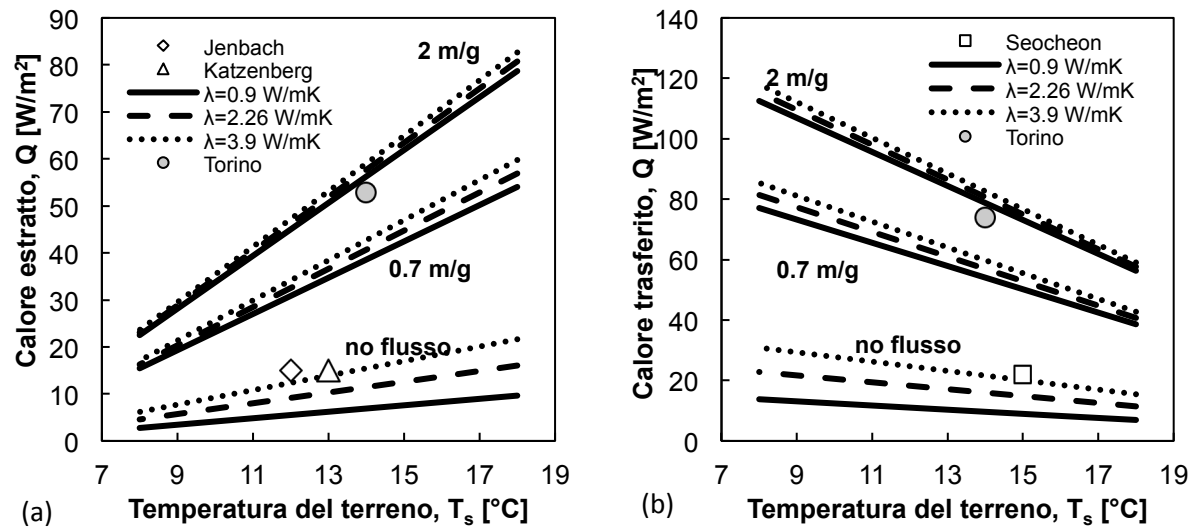 Calore estratto, Q [W/m²]
90
80
70
60
50
40
30
20
10
0
Jenbach
Katzenberg
λ=0.9 W/mK
λ=2.26 W/mK
λ=3.9 W/mK
Torino
2 m/g
0.7 m/g
no flusso
7 9 11 13 15 17 19
(a) Temperatura del terreno, Tₛ [°C]
Calore trasferito, Q [W/m²]
140
120
100
80
60
40
20
0
Seocheon
λ=0.9 W/mK
λ=2.26 W/mK
λ=3.9 W/mK
Torino
2 m/g
0.7 m/g
no flusso
7 9 11 13 15 17 19
(b) Temperatura del terreno, Tₛ [°C]